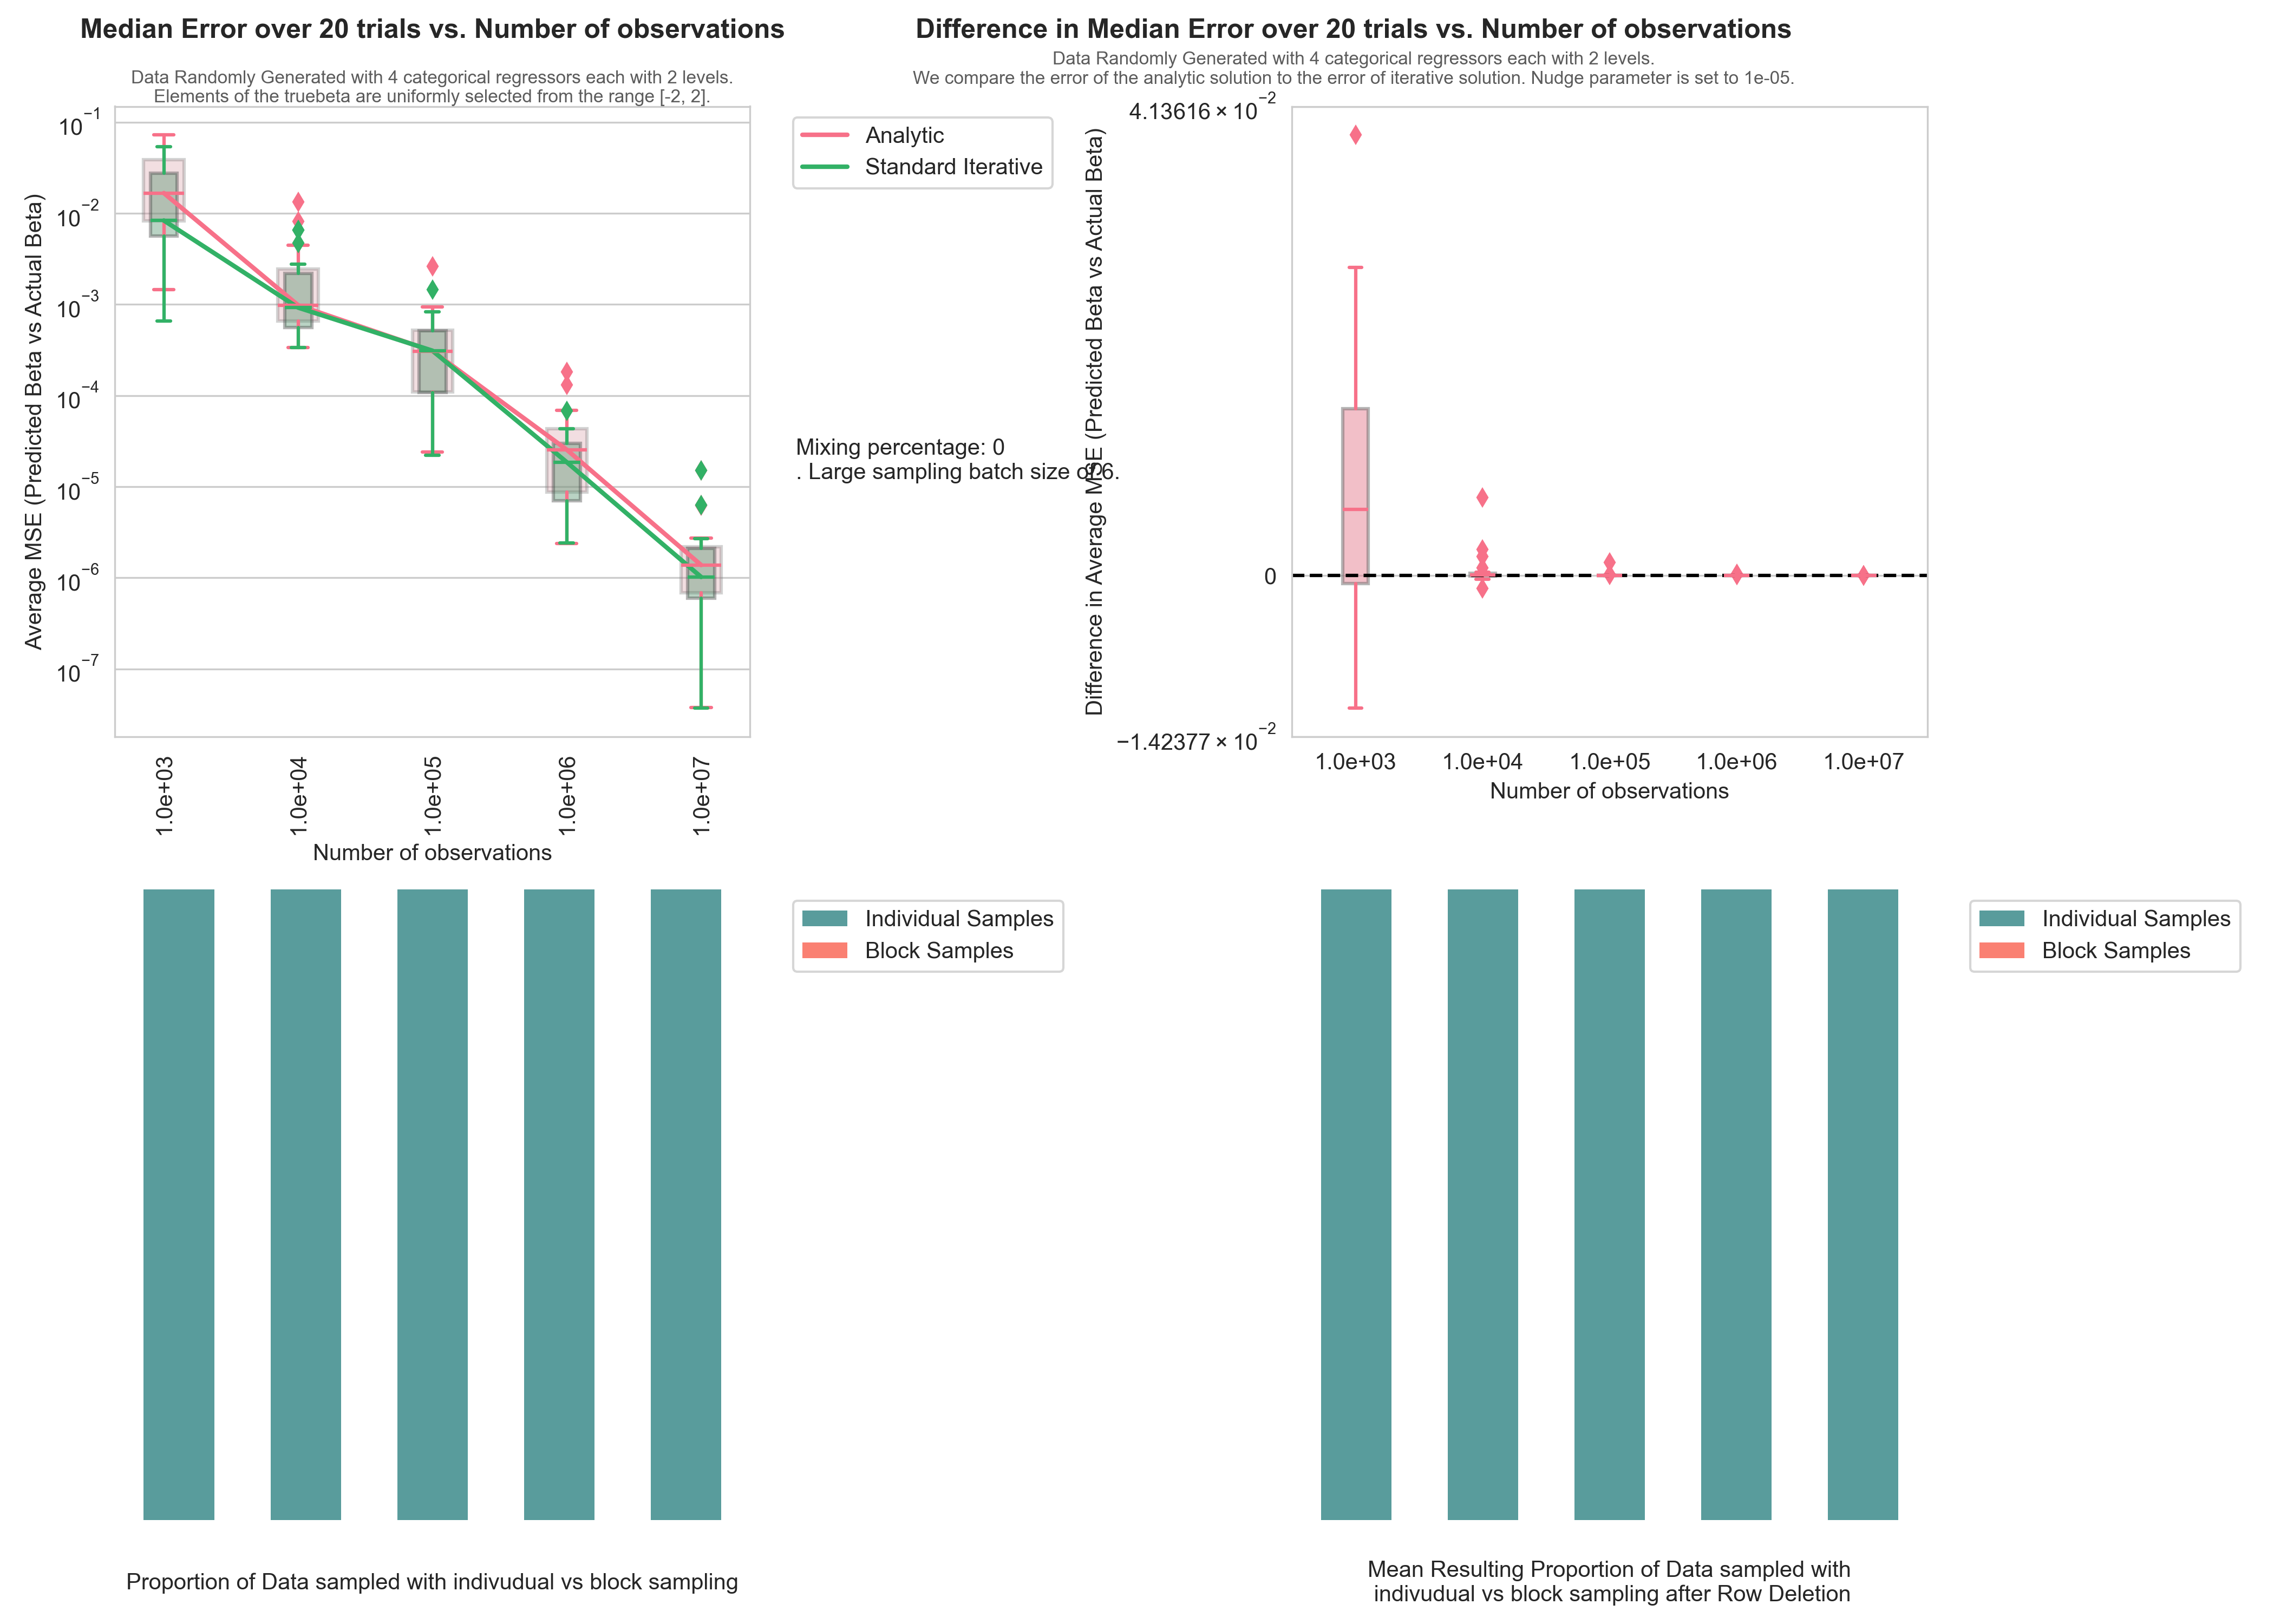 Median Error over 20 trials vs. Number of observations
Data Randomly Generated with 4 categorical regressors each with 2 levels.
Elements of the truebeta are uniformly selected from the range [-2, 2].
Average MSE (Predicted Beta vs Actual Beta)
10⁻¹
10⁻²
10⁻³
10⁻⁴
10⁻⁵
10⁻⁶
10⁻⁷
1.0e+03
1.0e+04
1.0e+05
1.0e+06
1.0e+07
Number of observations
Analytic
Standard Iterative
Mixing percentage: 0
. Large sampling batch size of 6.
Difference in Median Error over 20 trials vs. Number of observations
Data Randomly Generated with 4 categorical regressors each with 2 levels.
We compare the error of the analytic solution to the error of iterative solution. Nudge parameter is set to 1e-05.
Difference in Average MSE (Predicted Beta vs Actual Beta)
4.13616 × 10⁻²
0
−1.42377 × 10⁻²
1.0e+03 1.0e+04 1.0e+05 1.0e+06 1.0e+07
Number of observations
Individual Samples
Block Samples
Proportion of Data sampled with indivudual vs block sampling
Individual Samples
Block Samples
Mean Resulting Proportion of Data sampled with
indivudual vs block sampling after Row Deletion